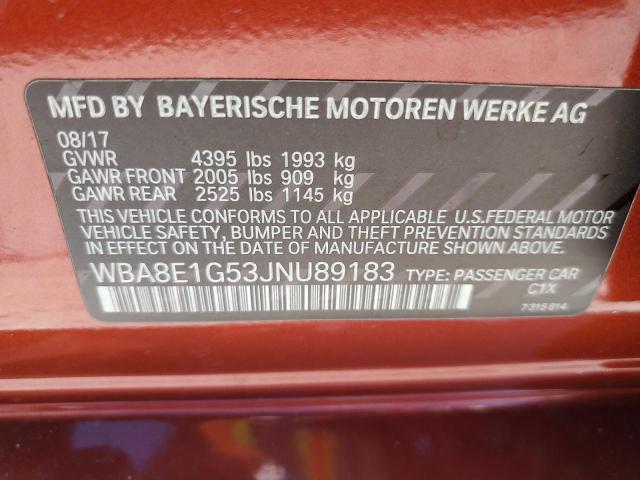 MFD BY BAYERISCHE MOTOREN WERKE AG
08/17
GVWR 4395 lbs 1993 kg
GAWR FRONT 2005 lbs 909 kg
GAWR REAR 2525 lbs 1145 kg
THIS VEHICLE CONFORMS TO ALL APPLICABLE U.S.FEDERAL MOTOR
VEHICLE SAFETY, BUMPER AND THEFT PREVENTION STANDARDS
IN EFFECT ON THE DATE OF MANUFACTURE SHOWN ABOVE.
WBA8E1G53JNU89183 TYPE: PASSENGER CAR
C1X
7315814